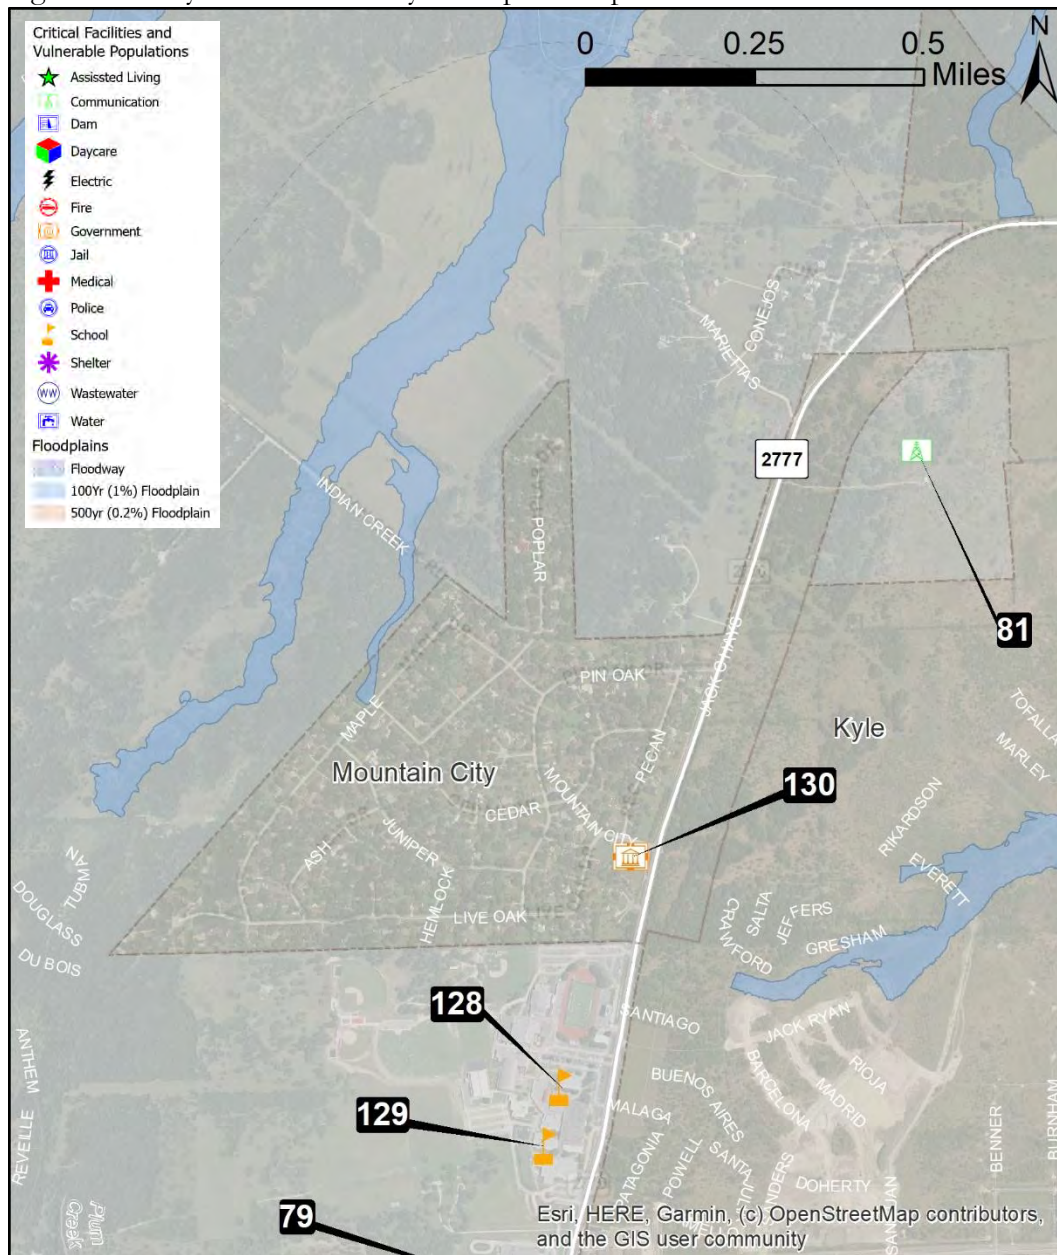 Critical Facilities and
Vulnerable Populations
Assissted Living
Communication
Dam
Daycare
Electric
Fire
Government
Jail
Medical
Police
School
Shelter
WW Wastewater
Water
Floodplains
Floodway
100Yr (1%) Floodplain
500yr (0.2%) Floodplain
0 0.25 0.5
Miles
N
CONEJOS
MARIETTAS
2777
INDIAN CREEK
POPLAR
81
JACK C HAYS
PIN OAK
MAPLE
PECAN
Kyle
TOFALLA
MARLEY
Mountain City
MOUNTAIN CITY
130
CEDAR
RIKARDSON
JUNIPER
ASH
EVERETT
TUBMAN
DOUGLASS
HEMLOCK
LIVE OAK
SALTA
JEFFERS
CRAWFORD
GRESHAM
DU BOIS
128
SANTIAGO
JACK RYAN
ANTHEM
BARCELONA
RIOJA
MADRID
BUENOS AIRES
129
MALAGA
REVEILLE
PATAGONIA
POWELL
SANTA
BENNER
BURNHAM
DOHERTY
79
Plum
Creek
Esri, HERE, Garmin, (c) OpenStreetMap contributors,
and the GIS user community